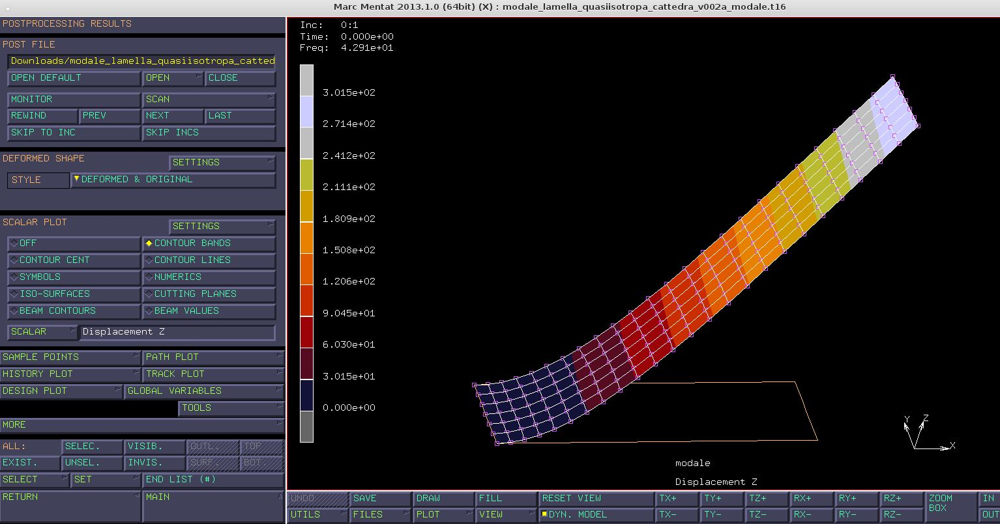 Marc Mentat 2013.1.0 (64bit) (X) : modale_lamella_quasiisotropa_cattedra_v002a_modale.t16
POSTPROCESSING RESULTS
POST FILE
Downloads/modale_lamella_quasiisotropa_catted
OPEN DEFAULT OPEN CLOSE
MONITOR SCAN
REWIND PREV NEXT LAST
SKIP TO INC SKIP INCS
DEFORMED SHAPE
SETTINGS
STYLE DEFORMED & ORIGINAL
SCALAR PLOT
SETTINGS
OFF CONTOUR BANDS
CONTOUR CENT CONTOUR LINES
SYMBOLS NUMERICS
ISO-SURFACES CUTTING PLANES
BEAM CONTOURS BEAM VALUES
SCALAR Displacement Z
SAMPLE POINTS PATH PLOT
HISTORY PLOT TRACK PLOT
DESIGN PLOT GLOBAL VARIABLES
TOOLS
MORE
ALL: SELEC. VISIB. OUTL. TOP
EXIST. UNSEL. INVIS. SURF. BOT.
SELECT SET END LIST (#)
RETURN MAIN
Inc: 0:1
Time: 0.000e+00
Freq: 4.291e+01
3.015e+02
2.714e+02
2.412e+02
2.111e+02
1.809e+02
1.508e+02
1.206e+02
9.045e+01
6.030e+01
3.015e+01
0.000e+00
Y Z
X
modale
Displacement Z
UNDO SAVE DRAW FILL RESET VIEW TX+ TY+ TZ+ RX+ RY+ RZ+ ZOOM IN
BOX
UTILS FILES PLOT VIEW DYN. MODEL TX- TY- TZ- RX- RY- RZ- OUT